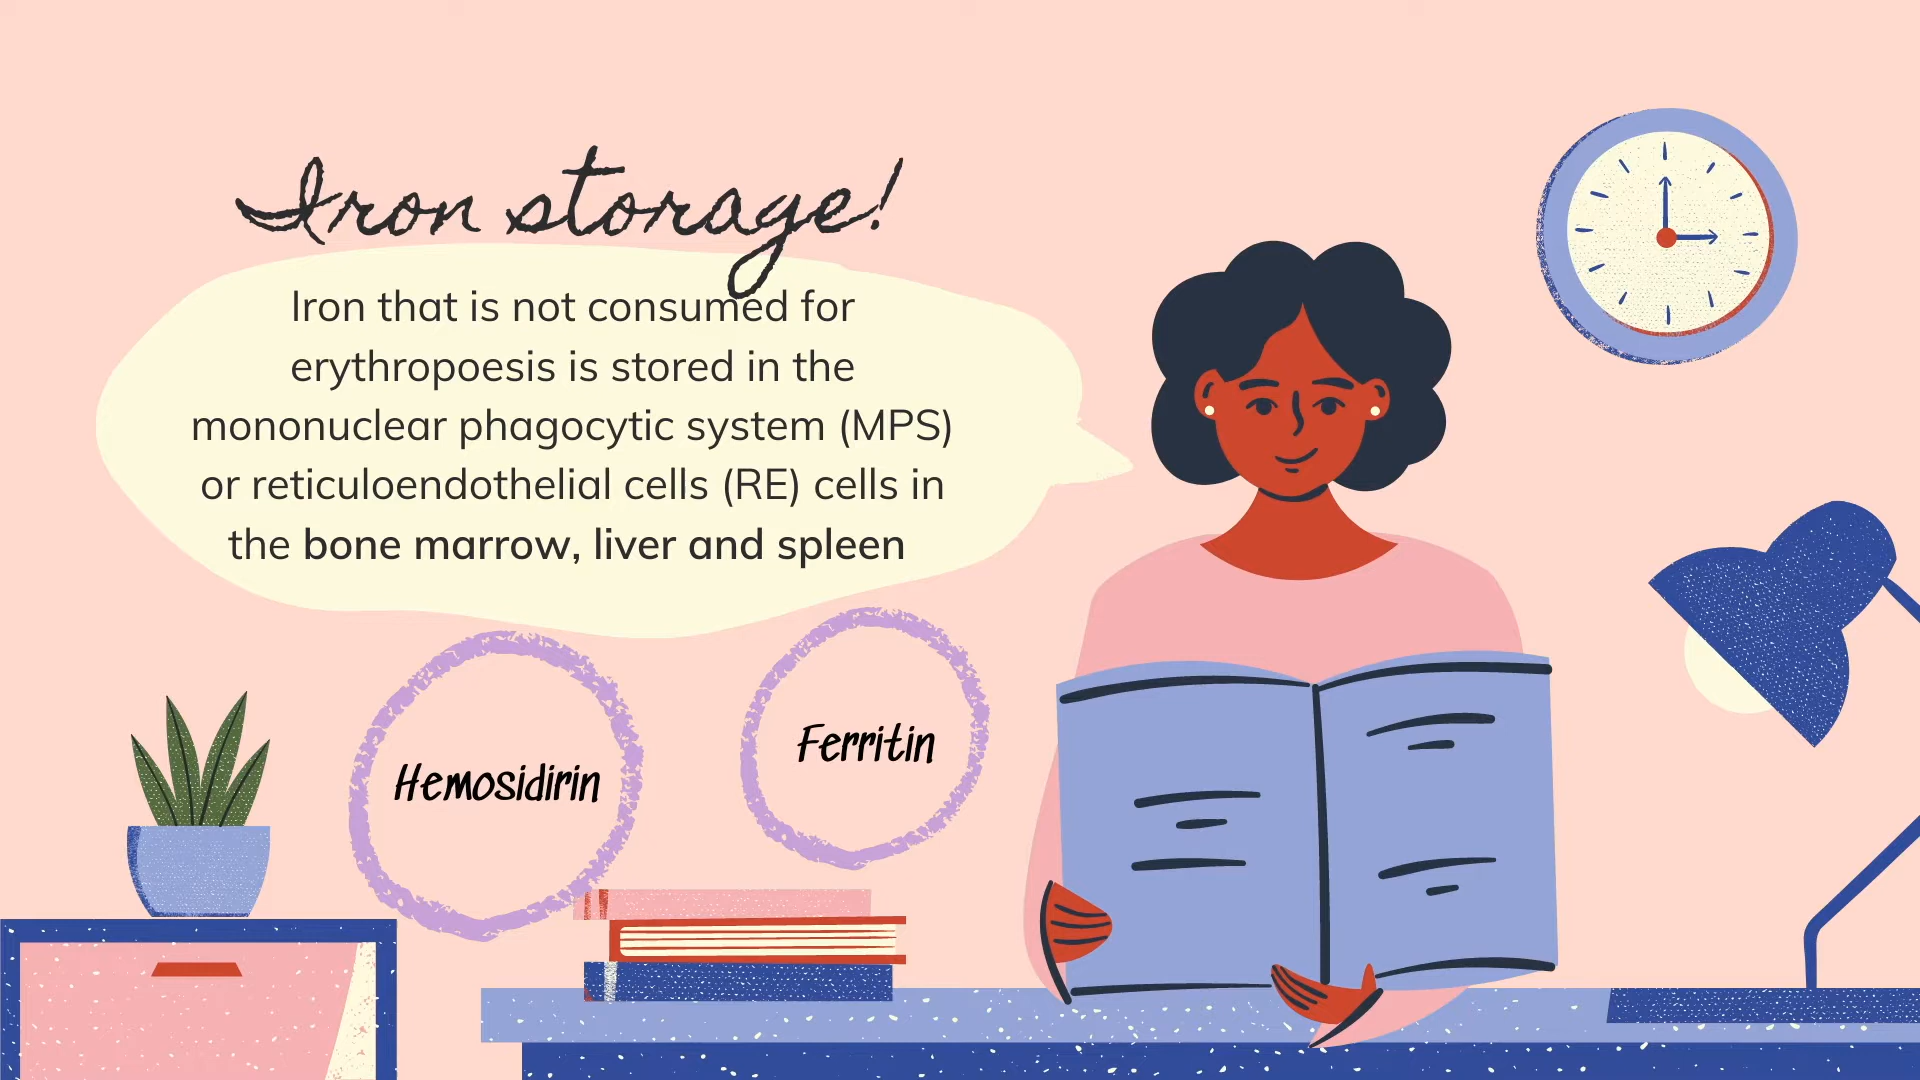 Iron storage!
Iron that is not consumed for
erythropoesis is stored in the
mononuclear phagocytic system (MPS)
or reticuloendothelial cells (RE) cells in
the bone marrow, liver and spleen
Hemosidirin
Ferritin